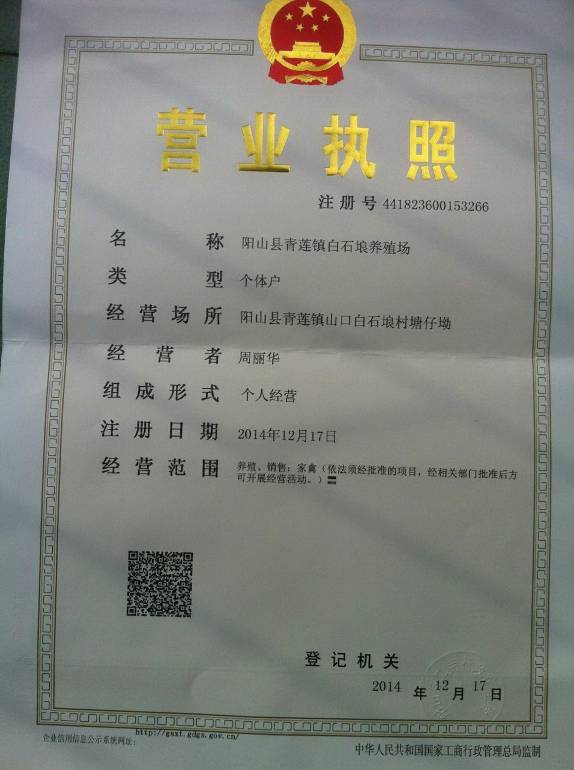 营业执照
注册号 441823600153266
名称 阳山县青莲镇白石埌养殖场
类型 个体户
经营场所 阳山县青莲镇山口白石埌村塘仔坳
经营者 周丽华
组成形式 个人经营
注册日期 2014年12月17日
经营范围 养殖、销售：家禽（依法须经批准的项目，经相关部门批准后方
可开展经营活动。）
登记机关
2014 年 12月 17日
企业信用信息公示系统网址： http://gsxt.gdgs.gov.cn/
中华人民共和国国家工商行政管理总局监制